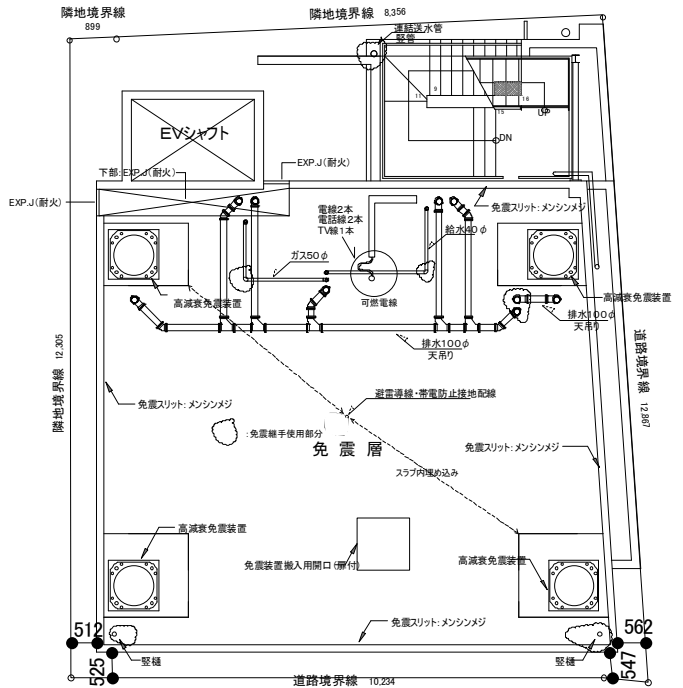 隣地境界線
899
隣地境界線 8,356
連結送水管
竪管
9
11
15
16
UP
DN
EVシャフト
下部:EXP.J(耐火)
EXP.J(耐火)
EXP.J(耐火)
電線2本
電話線2本
TV線1本
免震スリット:メンシンメジ
ガス50φ
給水40φ
可燃電線
高減衰免震装置
高減衰免震装置
排水100φ
天吊り
排水100φ
天吊り
隣地境界線 12,305
道路境界線 12,867
免震スリット:メンシンメジ
避雷導線・帯電防止接地配線
:免震継手使用部分
免震層
免震スリット:メンシンメジ
スラブ内埋め込み
高減衰免震装置
免震装置搬入用開口(扉付)
高減衰免震装置
免震スリット:メンシンメジ
512
562
525
547
竪樋
竪樋
道路境界線 10,234